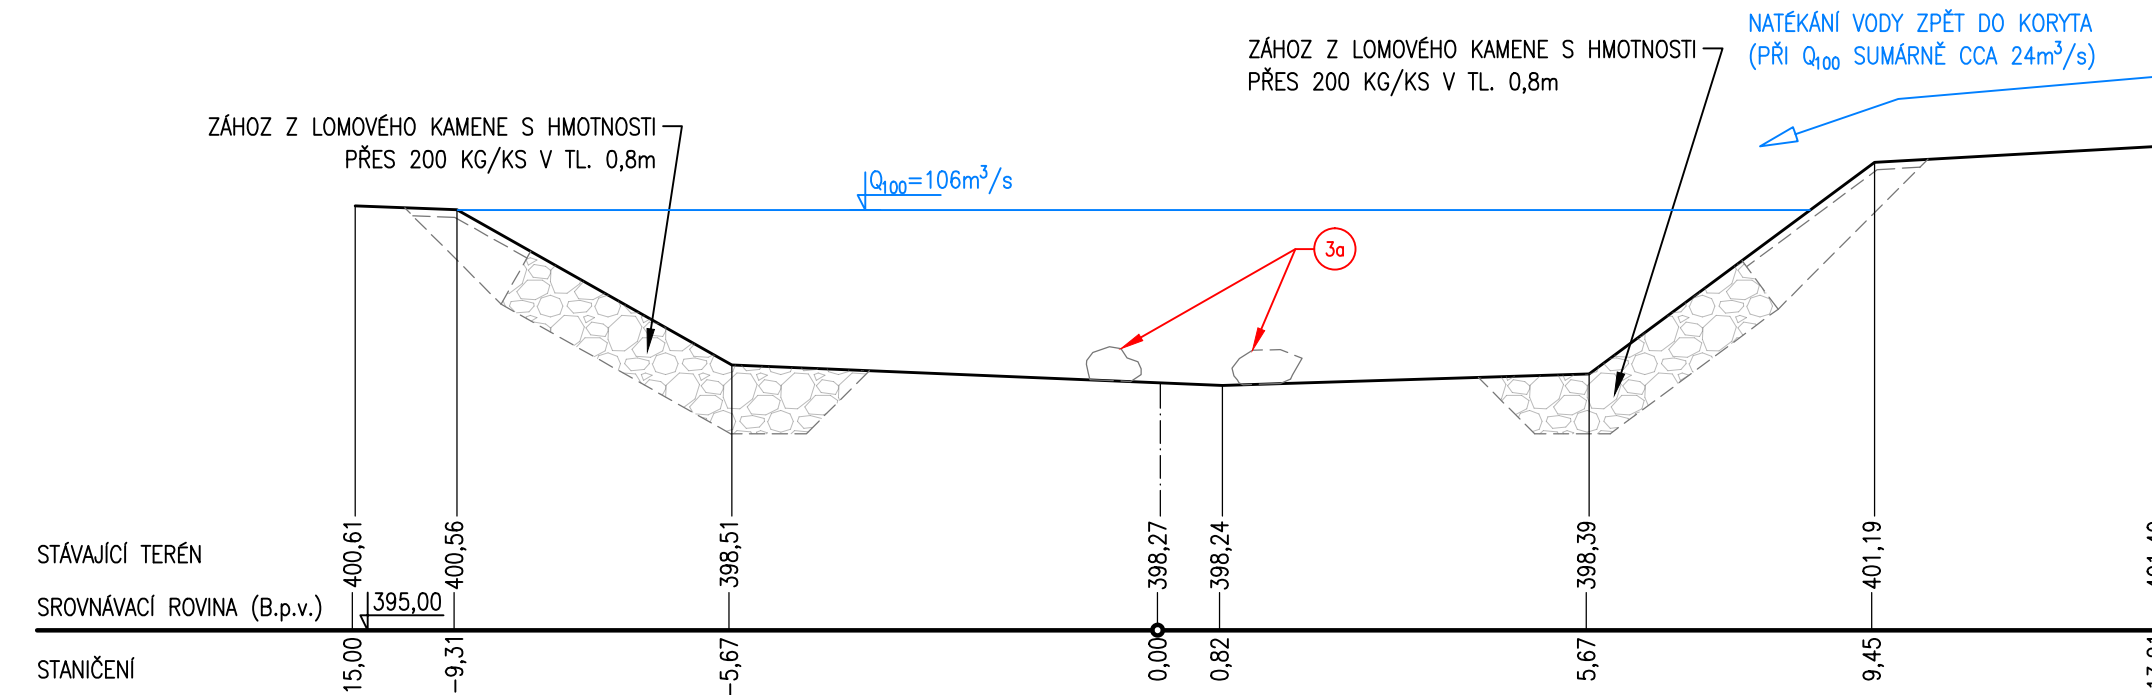 NATÉKÁNÍ VODY ZPĚT DO KORYTA
(PŘI Q100 SUMÁRNĚ CCA 24m³/s)
ZÁHOZ Z LOMOVÉHO KAMENE S HMOTNOSTI
PŘES 200 KG/KS V TL. 0,8m
ZÁHOZ Z LOMOVÉHO KAMENE S HMOTNOSTI
PŘES 200 KG/KS V TL. 0,8m
Q100=106m³/s
3a
STÁVAJÍCÍ TERÉN
400,61
400,56
398,51
398,27
398,24
398,39
401,19
SROVNÁVACÍ ROVINA (B.p.v.)
395,00
STANIČENÍ
15,00
-9,31
-5,67
0,00
0,82
5,67
9,45